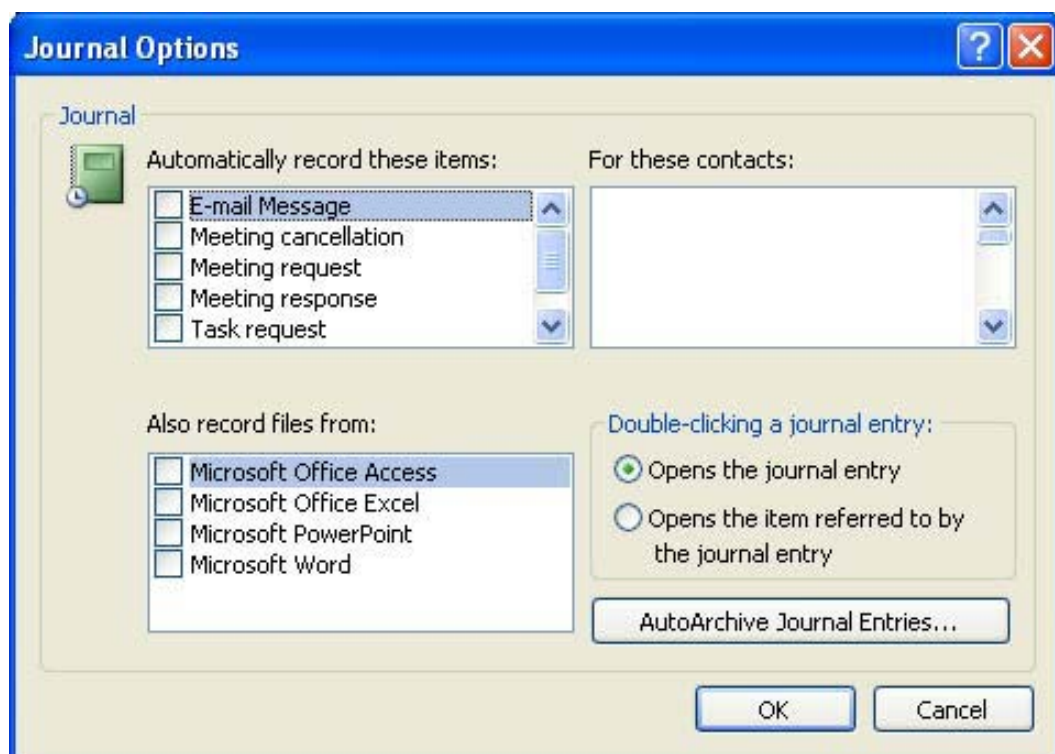 Journal Options
Journal
Automatically record these items:
E-mail Message
Meeting cancellation
Meeting request
Meeting response
Task request
For these contacts:
Also record files from:
Microsoft Office Access
Microsoft Office Excel
Microsoft PowerPoint
Microsoft Word
Double-clicking a journal entry:
Opens the journal entry
Opens the item referred to by
the journal entry
AutoArchive Journal Entries...
OK
Cancel